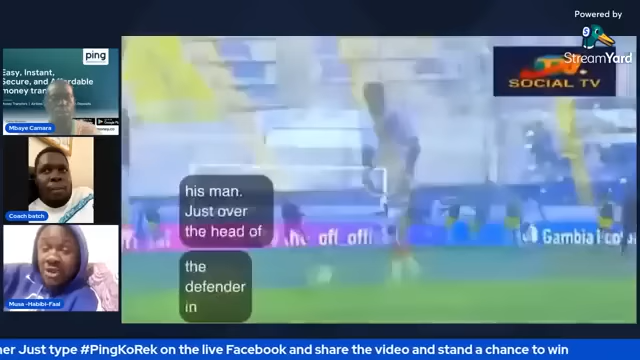 Powered by
StreamYard
ping
Easy, Instant,
Secure, and Affordable
money tran
Mbaye Camara
Coach batch
Musa -Habibi-Faal
SOCIAL TV
his man.
Just over
the head of
the
defender
in
Gambia
ner Just type #PingKoRek on the live Facebook and share the video and stand a chance to win